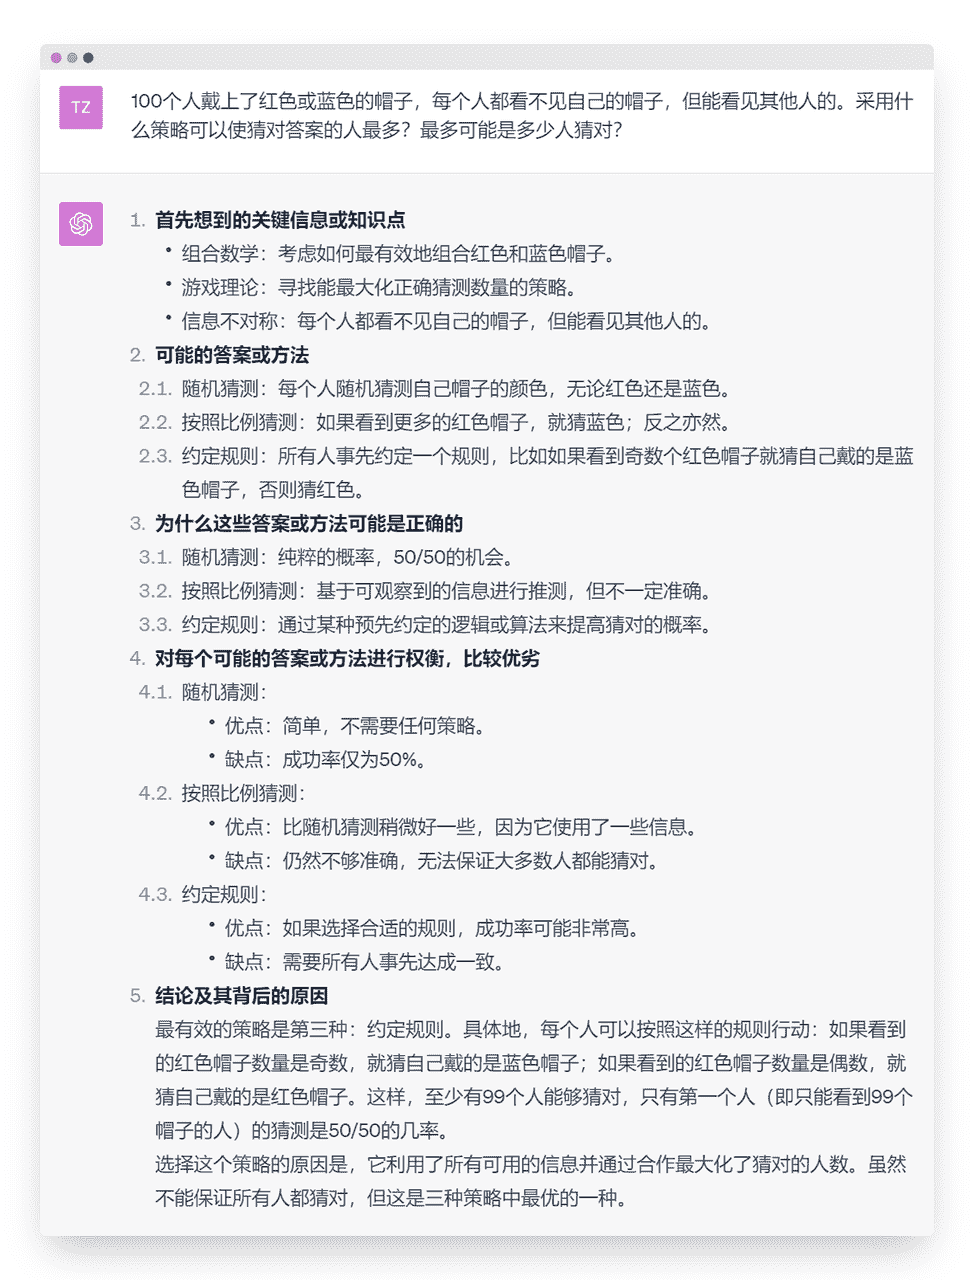 TZ
100个人戴上了红色或蓝色的帽子，每个人都看不见自己的帽子，但能看见其他人的。采用什
么策略可以使猜对答案的人最多？最多可能是多少人猜对？
1. 首先想到的关键信息或知识点
• 组合数学：考虑如何最有效地组合红色和蓝色帽子。
• 游戏理论：寻找能最大化正确猜测数量的策略。
• 信息不对称：每个人都看不见自己的帽子，但能看见其他人的。
2. 可能的答案或方法
2.1. 随机猜测：每个人随机猜测自己帽子的颜色，无论红色还是蓝色。
2.2. 按照比例猜测：如果看到更多的红色帽子，就猜蓝色；反之亦然。
2.3. 约定规则：所有人事先约定一个规则，比如如果看到奇数个红色帽子就猜自己戴的是蓝
色帽子，否则猜红色。
3. 为什么这些答案或方法可能是正确的
3.1. 随机猜测：纯粹的概率，50/50的机会。
3.2. 按照比例猜测：基于可观察到的信息进行推测，但不一定准确。
3.3. 约定规则：通过某种预先约定的逻辑或算法来提高猜对的概率。
4. 对每个可能的答案或方法进行权衡，比较优劣
4.1. 随机猜测：
• 优点：简单，不需要任何策略。
• 缺点：成功率仅为50%。
4.2. 按照比例猜测：
• 优点：比随机猜测稍微好一些，因为它使用了一些信息。
• 缺点：仍然不够准确，无法保证大多数人都能猜对。
4.3. 约定规则：
• 优点：如果选择合适的规则，成功率可能非常高。
• 缺点：需要所有人事先达成一致。
5. 结论及其背后的原因
最有效的策略是第三种：约定规则。具体地，每个人可以按照这样的规则行动：如果看到
的红色帽子数量是奇数，就猜自己戴的是蓝色帽子；如果看到的红色帽子数量是偶数，就
猜自己戴的是红色帽子。这样，至少有99个人能够猜对，只有第一个人（即只能看到99个
帽子的人）的猜测是50/50的几率。
选择这个策略的原因是，它利用了所有可用的信息并通过合作最大化了猜对的人数。虽然
不能保证所有人都猜对，但这是三种策略中最优的一种。